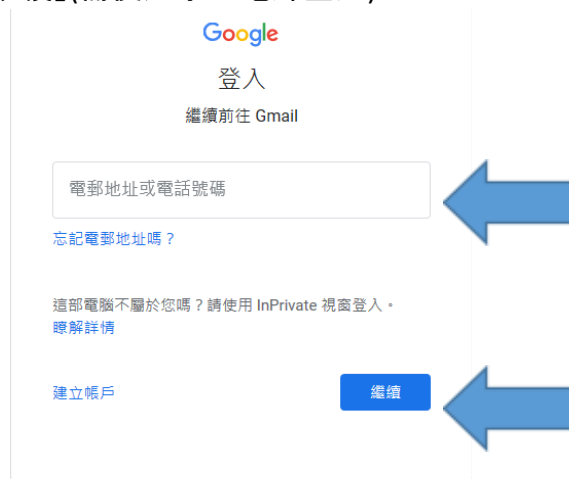 Google
登入
繼續前往 Gmail
電郵地址或電話號碼
忘記電郵地址嗎？
這部電腦不屬於您嗎？請使用 InPrivate 視窗登入。
瞭解詳情
建立帳戶
繼續